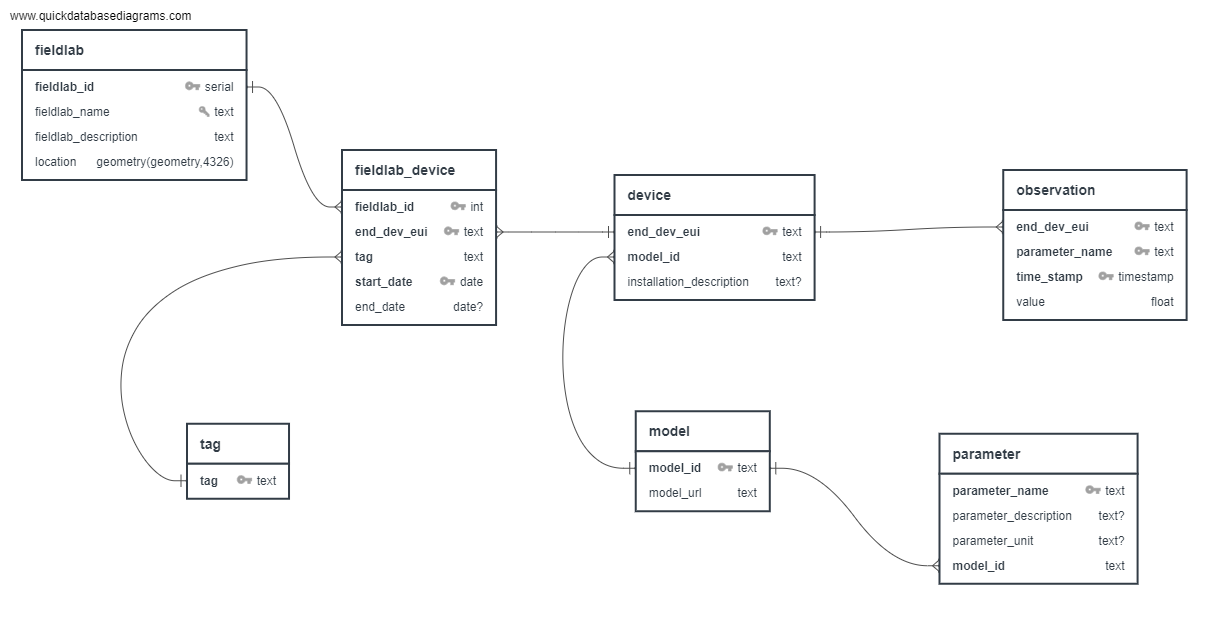 www.quickdatabasediagrams.com
fieldlab
fieldlab_id serial
fieldlab_name text
fieldlab_description text
location geometry(geometry,4326)
fieldlab_device
fieldlab_id int
end_dev_eui text
tag text
start_date date
end_date date?
device
end_dev_eui text
model_id text
installation_description text?
observation
end_dev_eui text
parameter_name text
time_stamp timestamp
value float
tag
tag text
model
model_id text
model_url text
parameter
parameter_name text
parameter_description text?
parameter_unit text?
model_id text